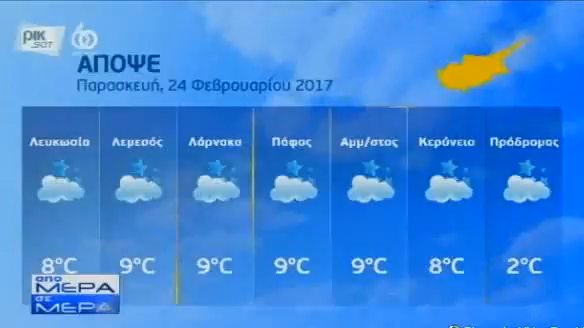 ρικ
SAT
ΑΠΟΨΕ
Παρασκευή, 24 Φεβρουαρίου 2017
Λευκωσία Λεμεσός Λάρνακα Πάφος Αμμ/στος Κερύνεια Πρόδρομος
8°C 9°C 9°C 9°C 9°C 8°C 2°C
από
ΜΕΡΑ
σε
ΜΕΡΑ